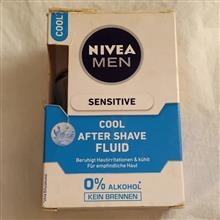 COOL
NIVEA
MEN
SENSITIVE
COOL
AFTER SHAVE
FLUID
Beruhigt Hautirritationen & kühlt
Für empfindliche Haut
0% ALKOHOL*
KEIN BRENNEN